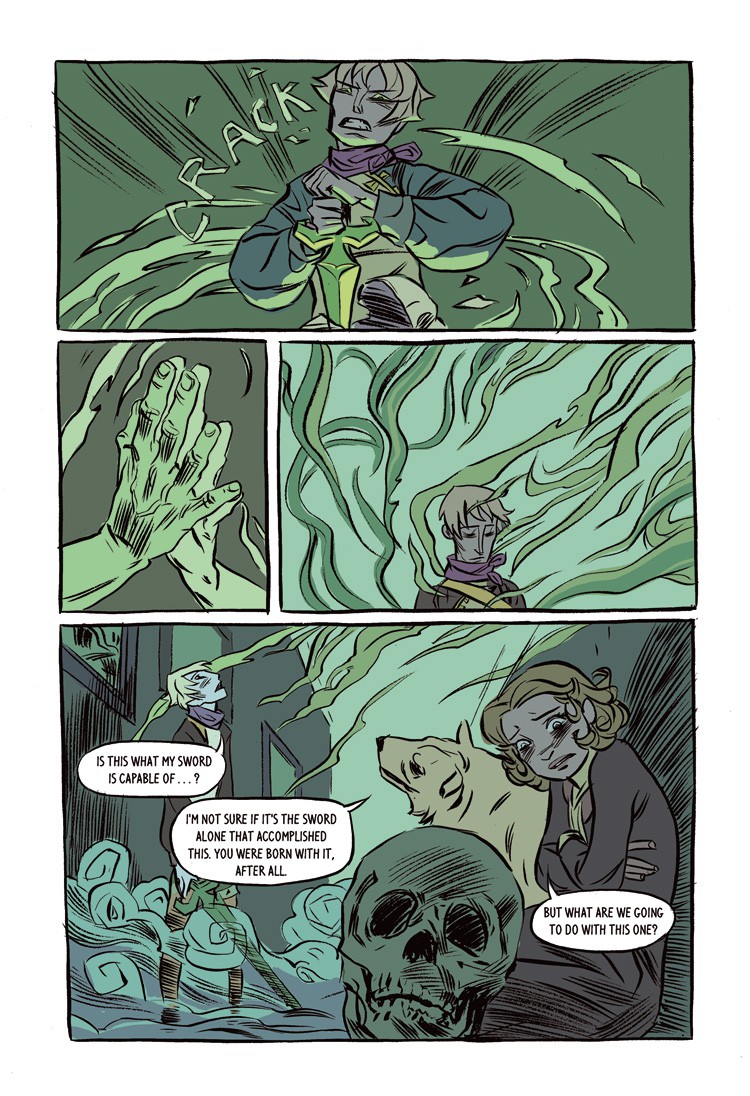 CRACK
IS THIS WHAT MY SWORD
IS CAPABLE OF . . . ?
I'M NOT SURE IF IT'S THE SWORD
ALONE THAT ACCOMPLISHED
THIS. YOU WERE BORN WITH IT,
AFTER ALL.
BUT WHAT ARE WE GOING
TO DO WITH THIS ONE?